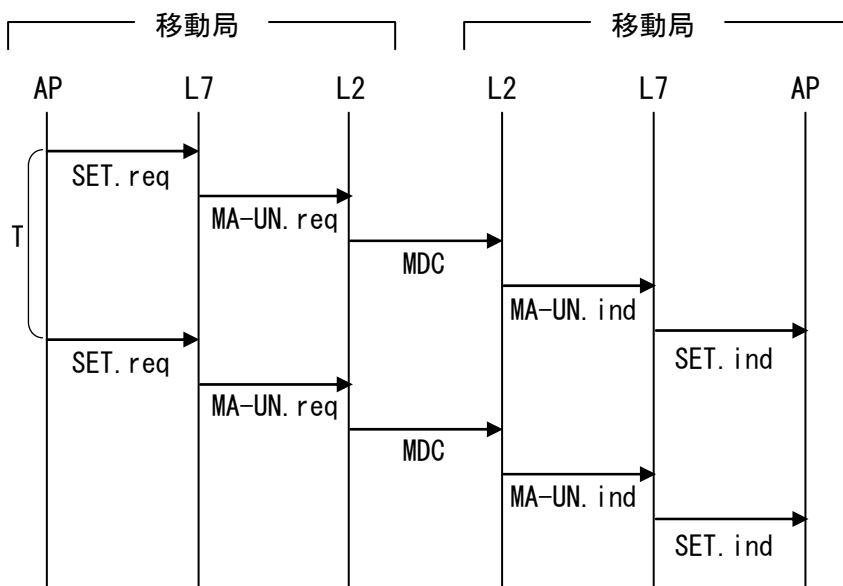 移動局 移動局
AP L7 L2 L2 L7 AP
SET.req
MA-UN.req
T
MDC
MA-UN.ind
SET.req
SET.ind
MA-UN.req
MDC
MA-UN.ind
SET.ind